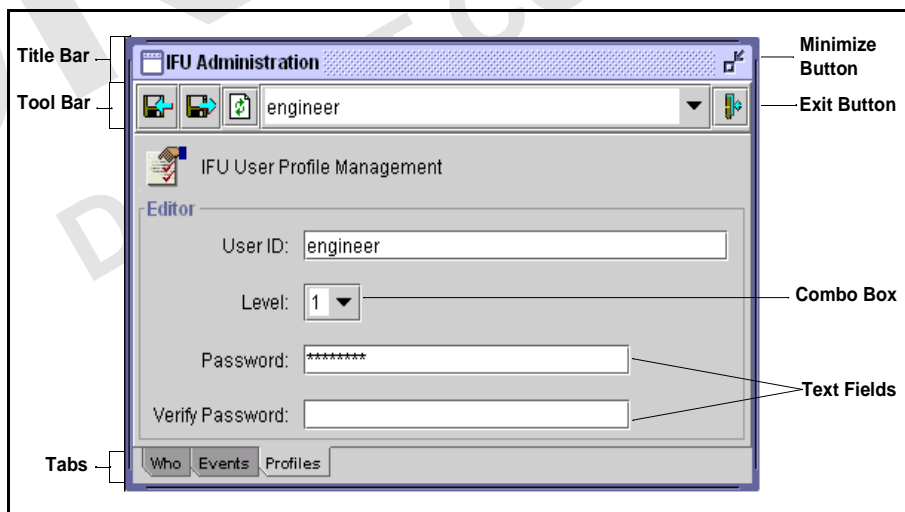 Title Bar
IFU Administration
Minimize
Button
Tool Bar
engineer
Exit Button
IFU User Profile Management
Editor
User ID: engineer
Level: 1
Combo Box
Password: ********
Text Fields
Verify Password:
Tabs
Who Events Profiles